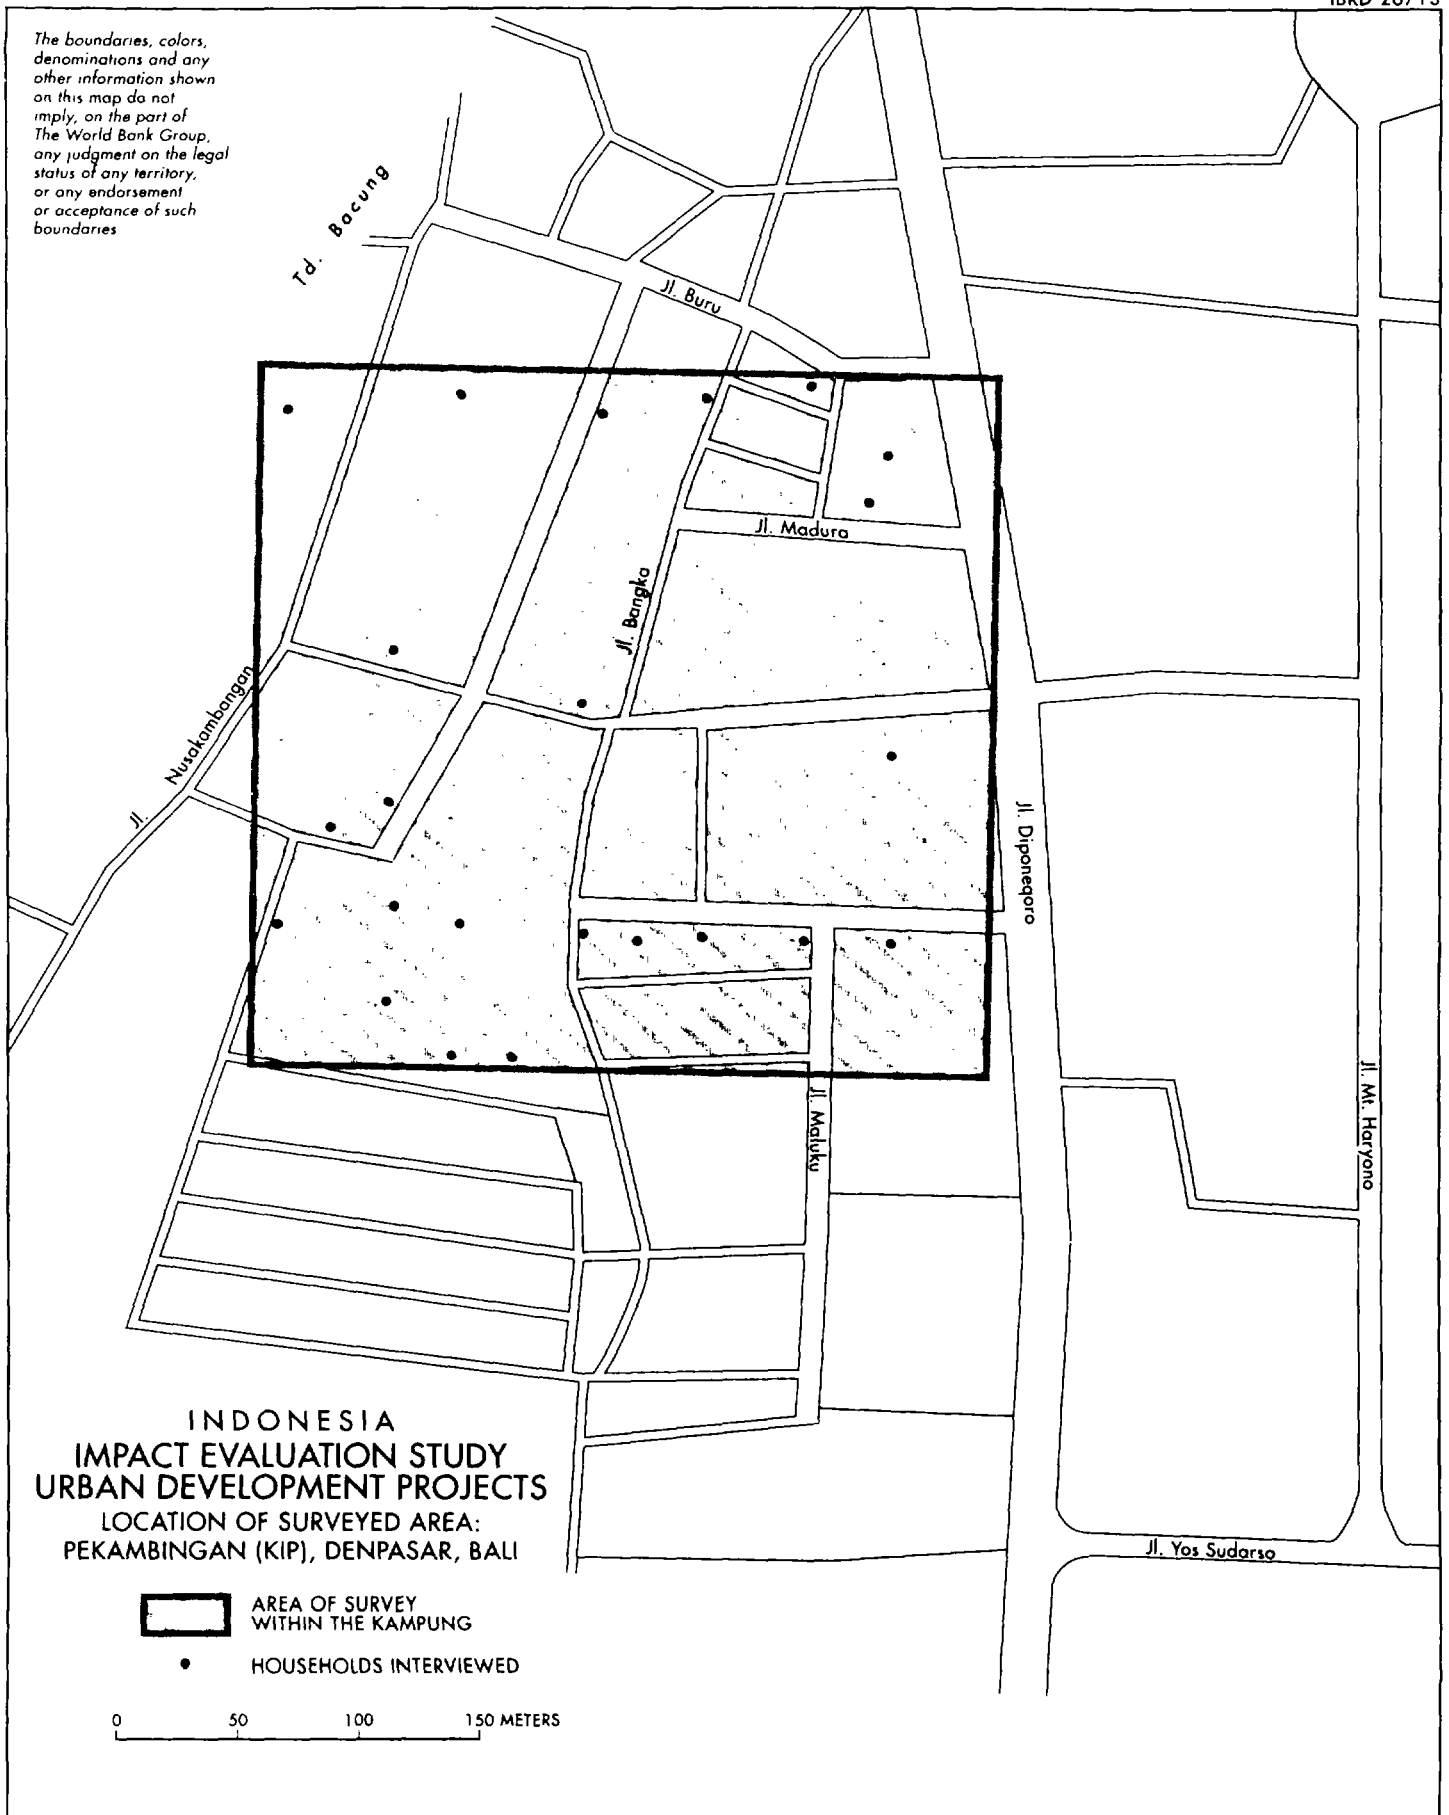 The boundaries, colors,
denominations and any
other information shown
on this map do not
imply, on the part of
The World Bank Group,
any judgment on the legal
status of any territory,
or any endorsement
or acceptance of such
boundaries
Td. Bacung
Jl. Buru
Jl. Madura
Jl. Bangka
Jl. Nusakambangan
Jl. Diponegoro
Jl. Maluku
Jl. Mt. Haryono
Jl. Yos Sudarso
INDONESIA
IMPACT EVALUATION STUDY
URBAN DEVELOPMENT PROJECTS
LOCATION OF SURVEYED AREA:
PEKAMBINGAN (KIP), DENPASAR, BALI
AREA OF SURVEY
WITHIN THE KAMPUNG
HOUSEHOLDS INTERVIEWED
0 50 100 150 METERS